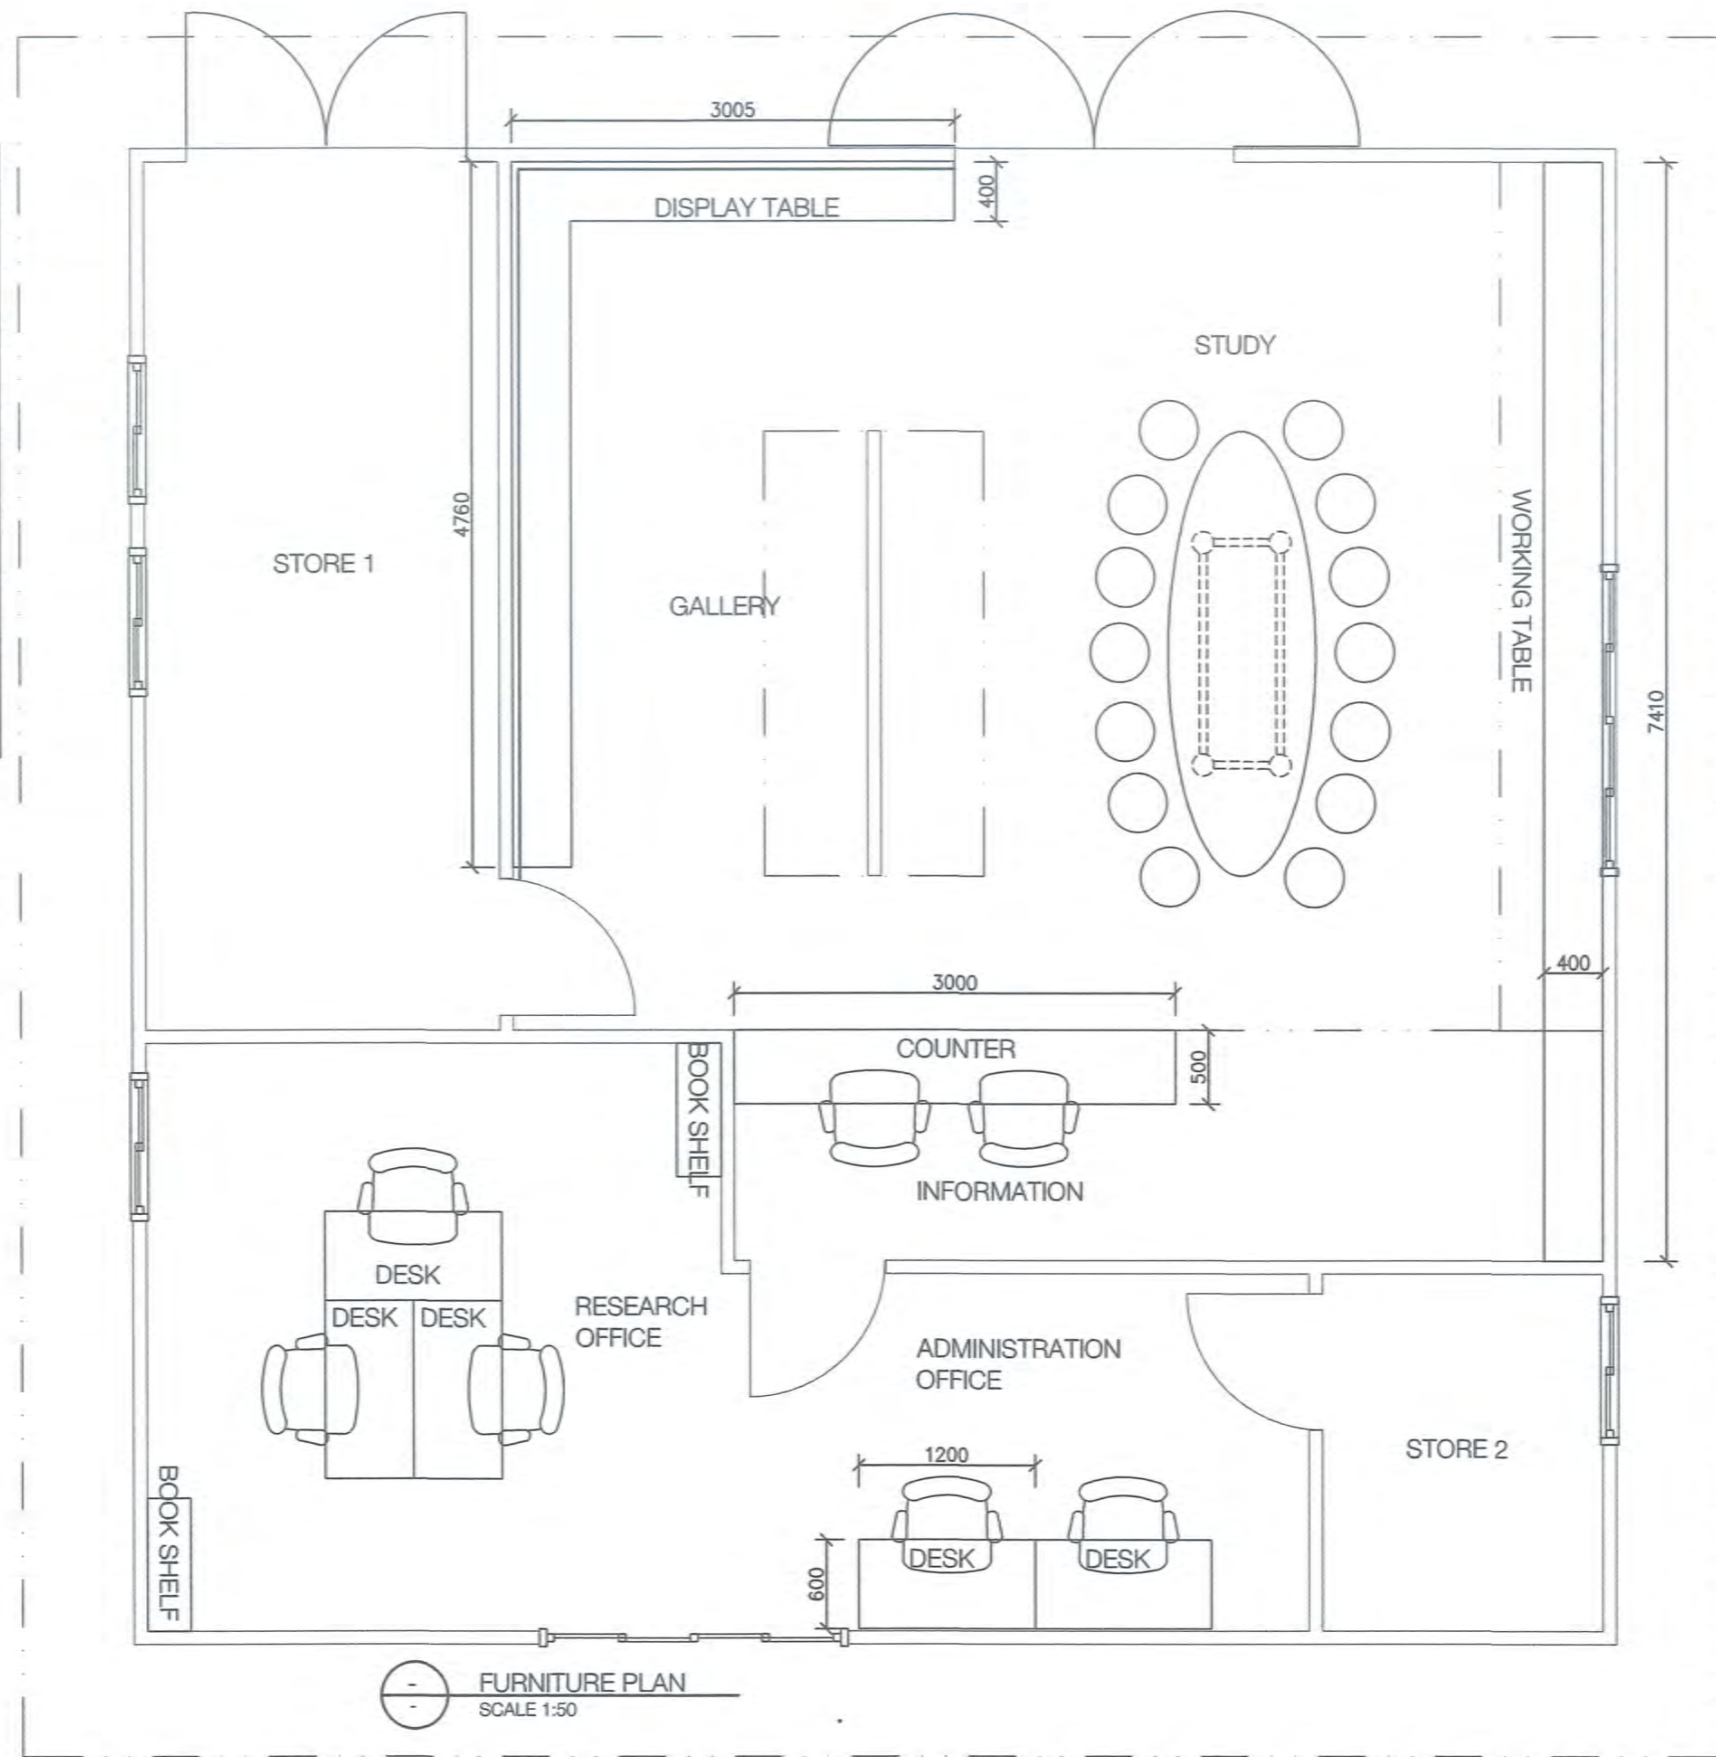 3005
DISPLAY TABLE
400
STUDY
4760
WORKING TABLE
STORE 1
GALLERY
7410
400
3000
COUNTER
500
BOOK SHELF
INFORMATION
DESK
DESK DESK
RESEARCH
OFFICE
ADMINISTRATION
OFFICE
STORE 2
1200
BOOK SHELF
600
DESK
DESK
FURNITURE PLAN
SCALE 1:50